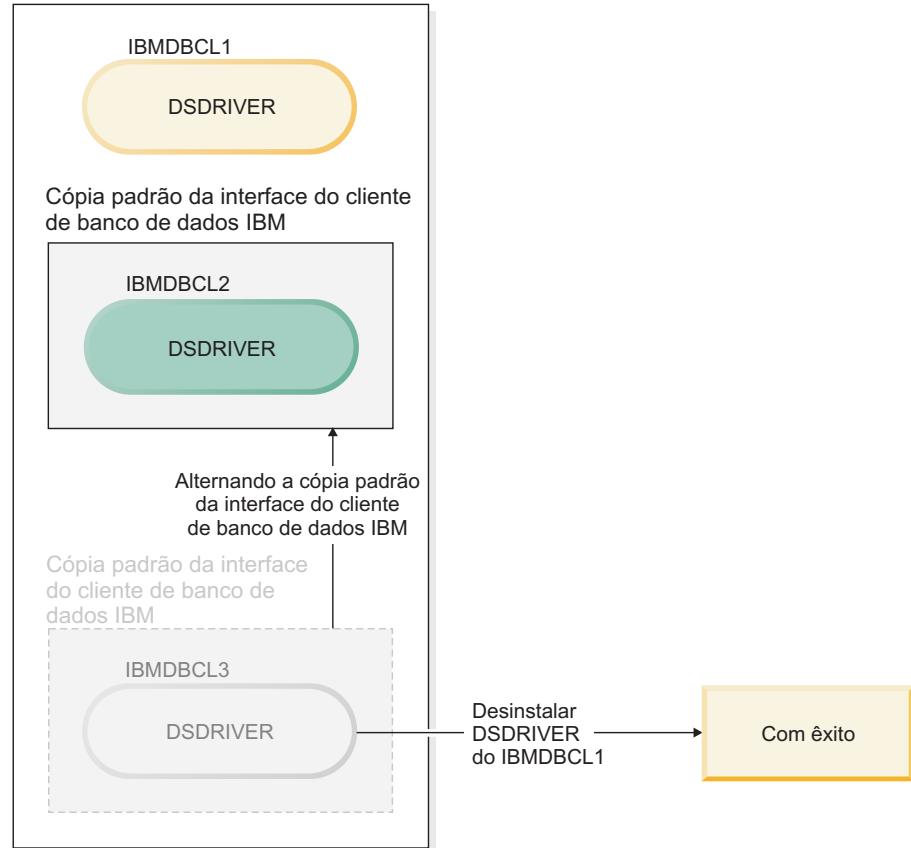 IBMDBCL1
DSDRIVER
Cópia padrão da interface do cliente
de banco de dados IBM
IBMDBCL2
DSDRIVER
Alternando a cópia padrão
da interface do cliente
de banco de dados IBM
Cópia padrão da interface
do cliente de banco de
dados IBM
IBMDBCL3
DSDRIVER
Desinstalar
DSDRIVER
do IBMDBCL1
Com êxito